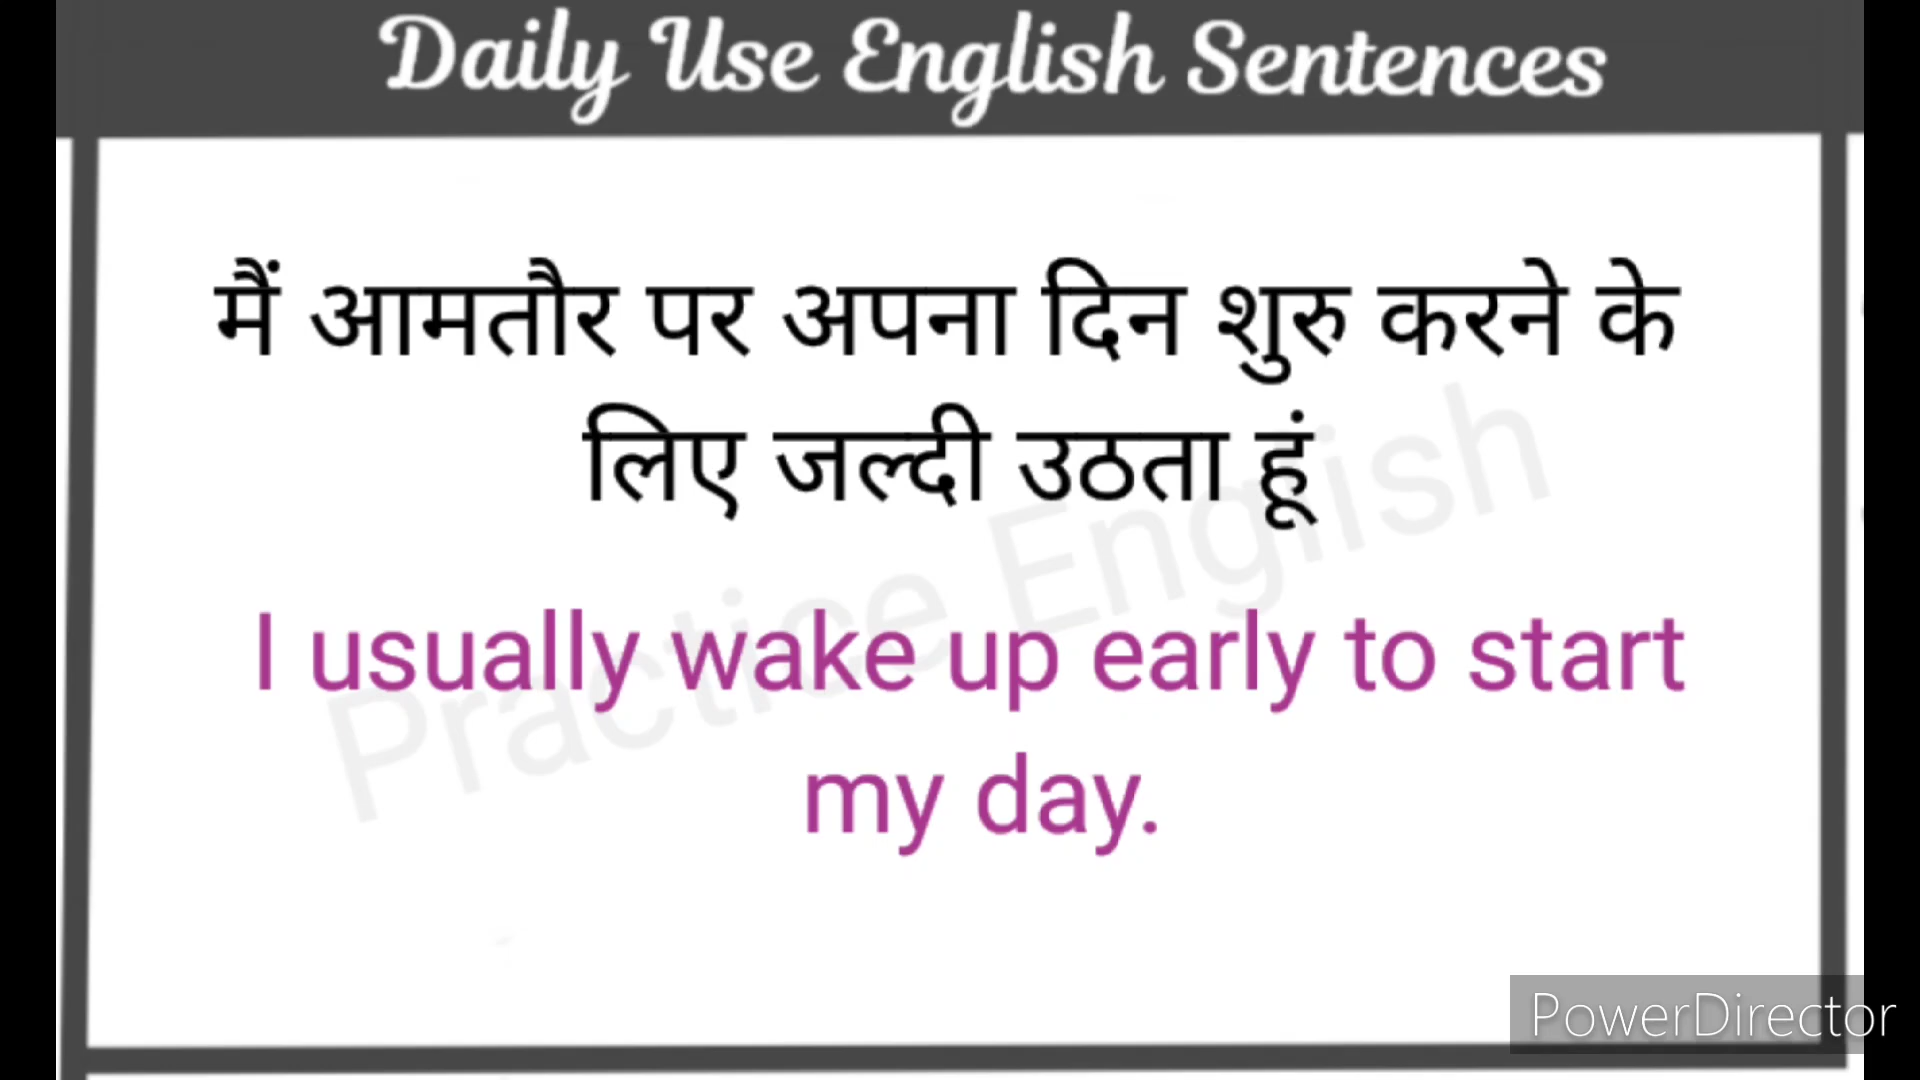 Daily Use English Sentences
मैं आमतौर पर अपना दिन शुरु करने के
लिए जल्दी उठता हूं
I usually wake up early to start
my day.
Practice English
PowerDirector